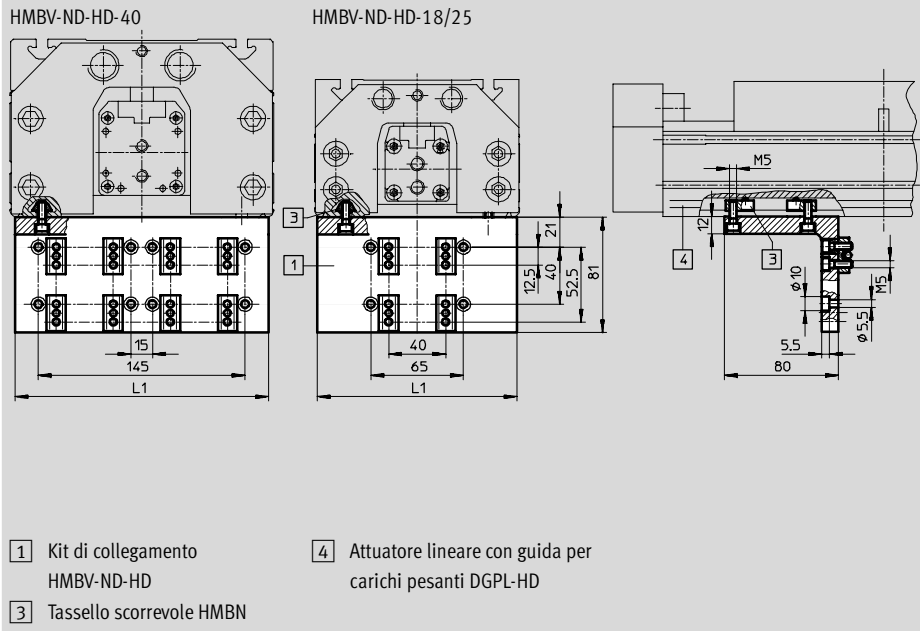 HMBV-ND-HD-40
HMBV-ND-HD-18/25
3
1
15
145
L1
40
65
L1
21
12.5
40
52.5
81
M5
12
4
3
Ø10
M5
Ø5.5
5.5
80
1 Kit di collegamento
HMBV-ND-HD
3 Tassello scorrevole HMBN
4 Attuatore lineare con guida per
carichi pesanti DGPL-HD